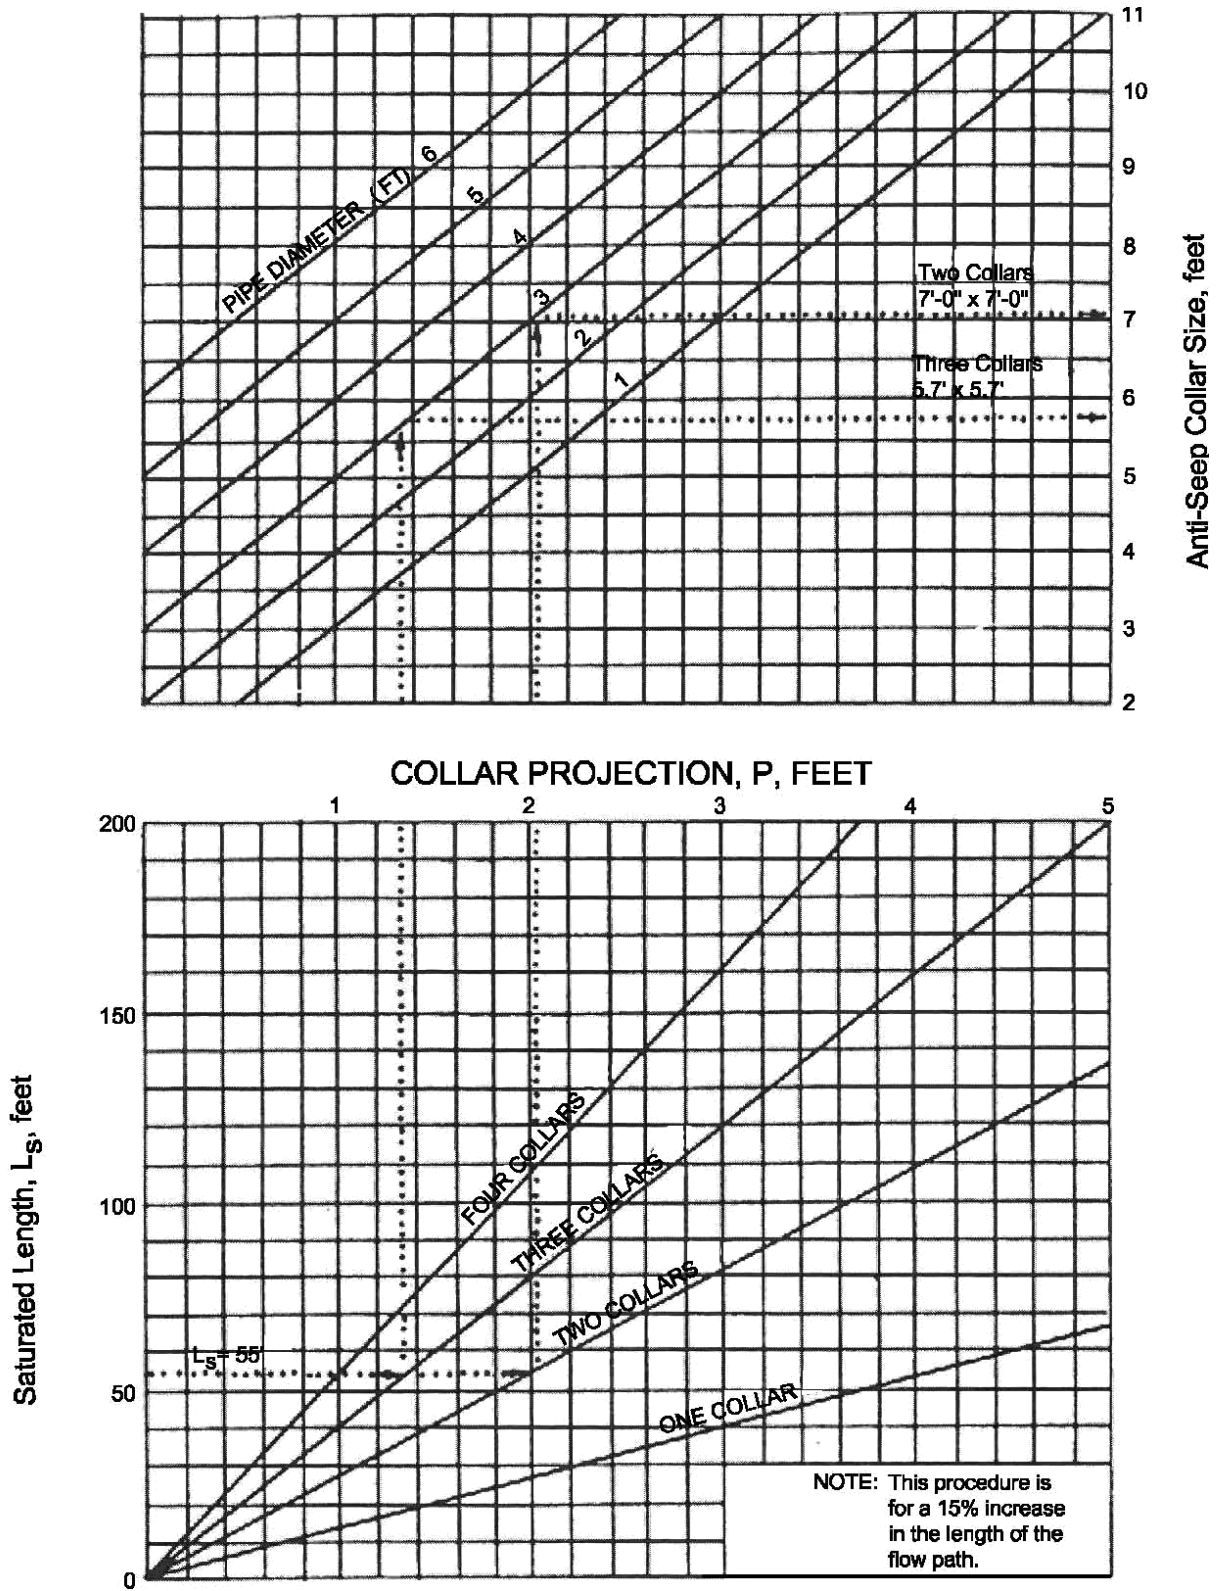 11
10
9
8
7
6
5
4
3
2
Anti-Seep Collar Size, feet
PIPE DIAMETER (FT) 6
5
4
3
2
1
Two Collars
7'-0" x 7'-0"
Three Collars
5.7' x 5.7'
COLLAR PROJECTION, P, FEET
1 2 3 4 5
200
150
100
50
0
Saturated Length, Ls, feet
FOUR COLLARS
THREE COLLARS
TWO COLLARS
ONE COLLAR
Ls= 55'
NOTE: This procedure is
for a 15% increase
in the length of the
flow path.